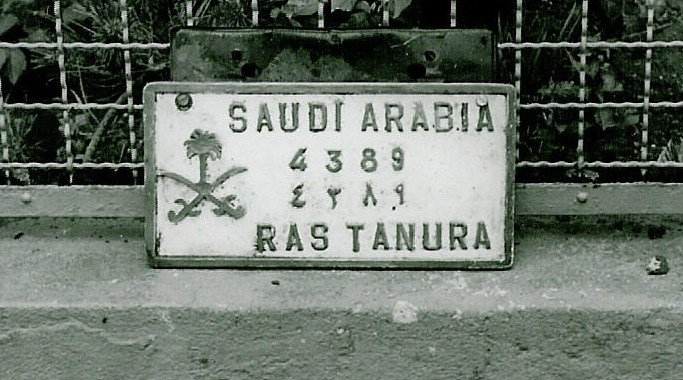 SAUDI ARABIA
4389
٤٣٨٩
RAS TANURA